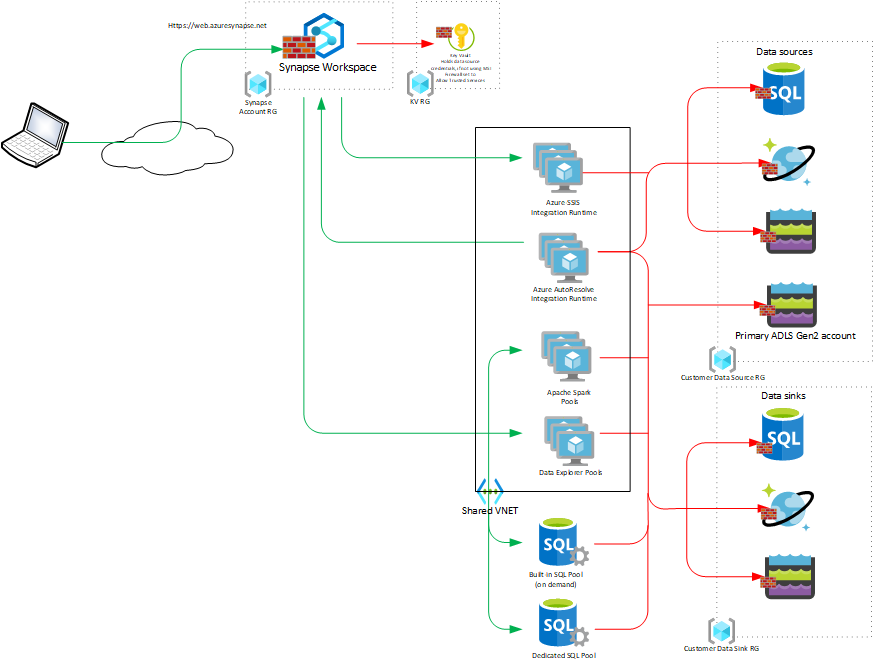 Https://web.azuresynapse.net
Synapse Workspace
Synapse
Account RG
Key Vault
Holds data source
credentials, if not using MSI
Firewall set to
Allow Trusted Services
KV RG
Data sources
SQL
Azure SSIS
Integration Runtime
Azure AutoResolve
Integration Runtime
Primary ADLS Gen2 account
Customer Data Source RG
Apache Spark
Pools
Data sinks
SQL
Data Explorer Pools
Shared VNET
SQL
Built-in SQL Pool
(on demand)
SQL
Dedicated SQL Pool
Customer Data Sink RG